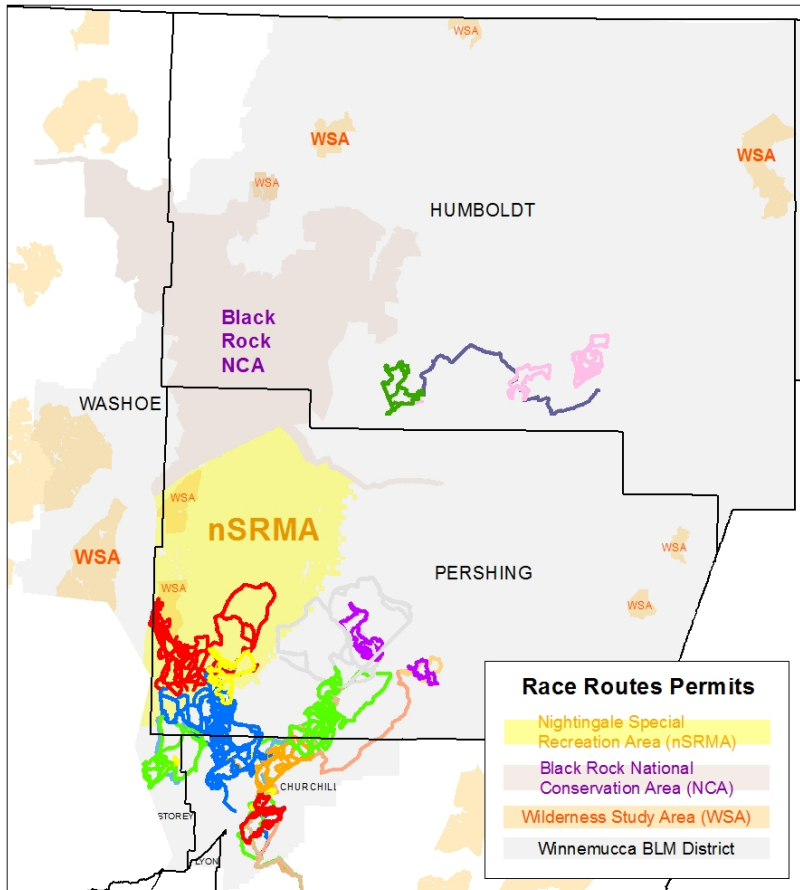 WSA
WSA
WSA
WSA
HUMBOLDT
Black
Rock
NCA
WASHOE
WSA
nSRMA
WSA
WSA
PERSHING
WSA
WSA
CHURCHILL
STOREY
LYON
Race Routes Permits
Nightingale Special
Recreation Area (nSRMA)
Black Rock National
Conservation Area (NCA)
Wilderness Study Area (WSA)
Winnemucca BLM District